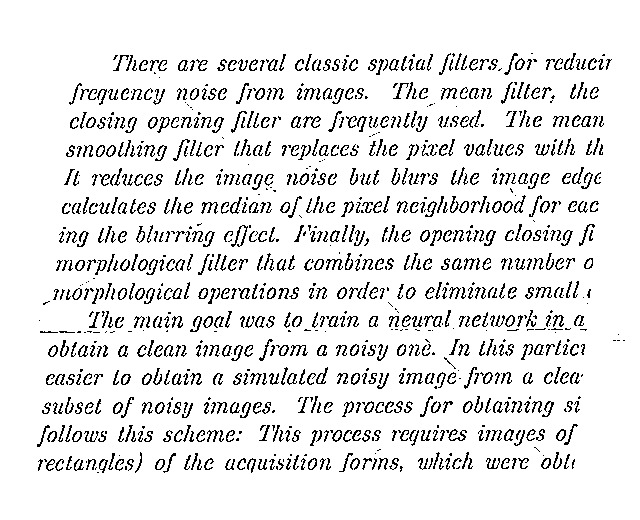 There are several classic spatial filters for reducin
frequency noise from images. The mean filter, the
closing opening filter are frequently used. The mean
smoothing filter that replaces the pixel values with th
It reduces the image noise but blurs the image edge
calculates the median of the pixel neighborhood for eac
ing the blurring effect. Finally, the opening closing fi
morphological filter that combines the same number o
morphological operations in order to eliminate small
The main goal was to train a neural network in a
obtain a clean image from a noisy one. In this partic
easier to obtain a simulated noisy image from a clea
subset of noisy images. The process for obtaining si
follows this scheme: This process requires images of
rectangles) of the acquisition forms, which were obt